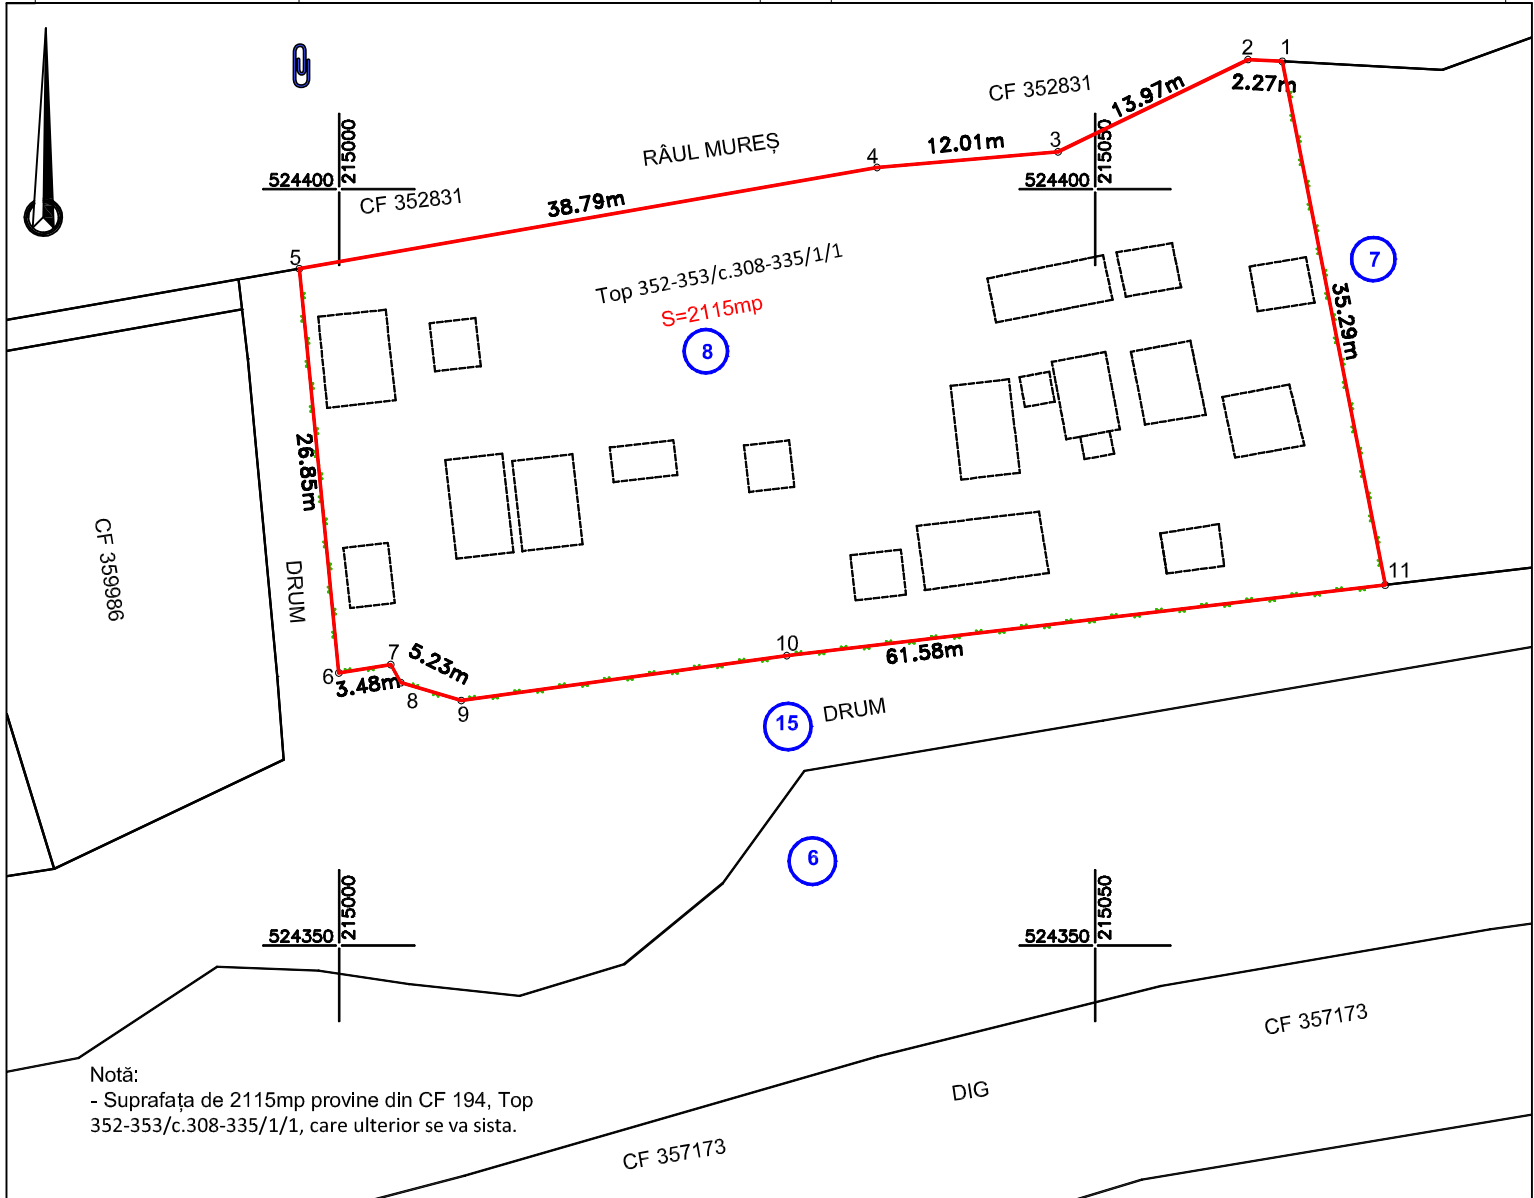 2
1
CF 352831
2.27m
13.97m
3
12.01m
4
RÂUL MUREȘ
215000
524400
215050
524400
CF 352831
38.79m
5
Top 352-353/c.308-335/1/1
S=2115mp
8
7
35.29m
26.85m
CF 359986
DRUM
11
10
61.58m
7
5.23m
6
3.48m
8
9
15
DRUM
6
215000
524350
215050
524350
CF 357173
DIG
CF 357173
Notă:
- Suprafața de 2115mp provine din CF 194, Top
352-353/c.308-335/1/1, care ulterior se va sista.